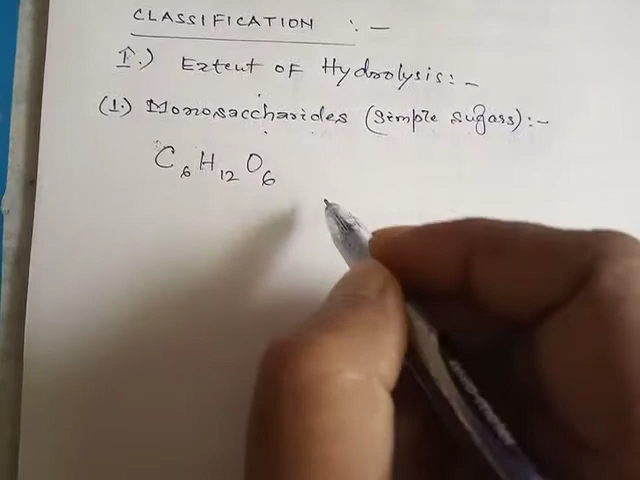 CLASSIFICATION :-
I.) Extent of Hydrolysis:-
(1.) Monosaccharides (Simple sugars):-
C6H12O6